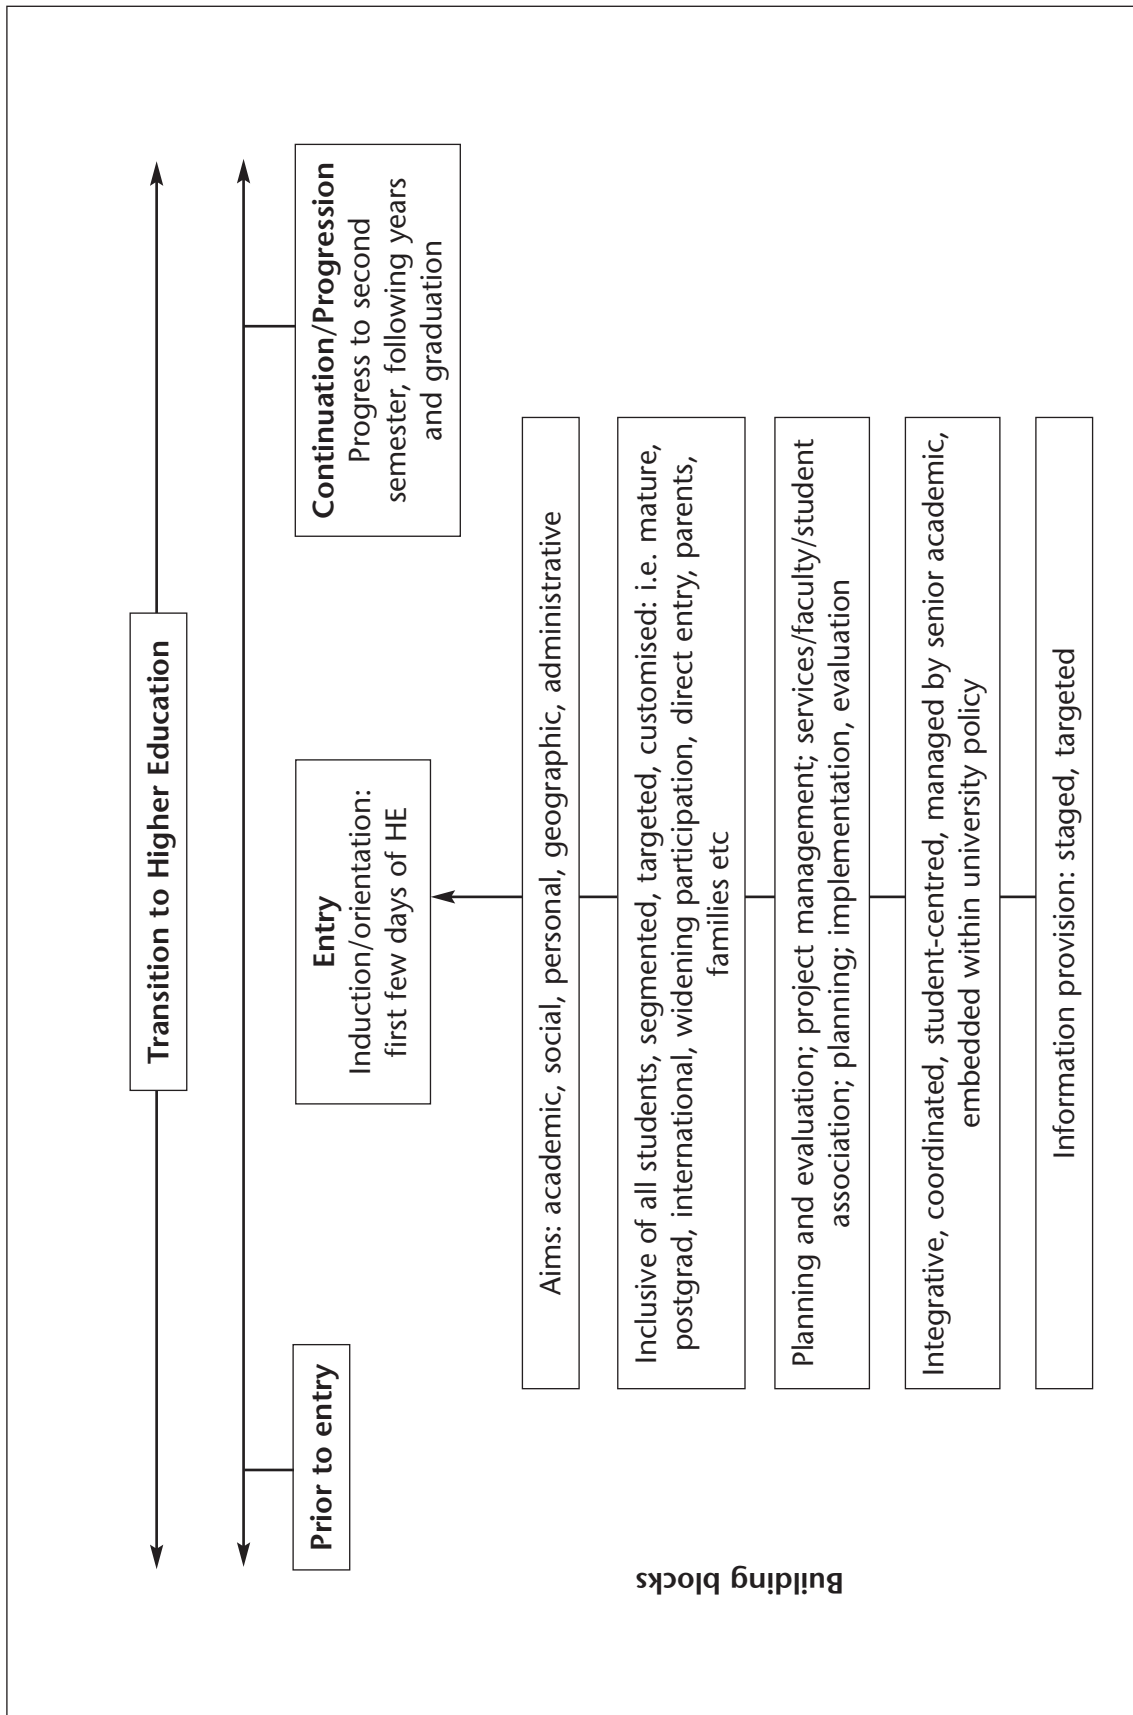 Transition to Higher Education
Prior to entry
Entry
Induction/orientation:
first few days of HE
Continuation/Progression
Progress to second
semester, following years
and graduation
Building blocks
Aims: academic, social, personal, geographic, administrative
Inclusive of all students, segmented, targeted, customised: i.e. mature,
postgrad, international, widening participation, direct entry, parents,
families etc
Planning and evaluation; project management; services/faculty/student
association; planning; implementation, evaluation
Integrative, coordinated, student-centred, managed by senior academic,
embedded within university policy
Information provision: staged, targeted